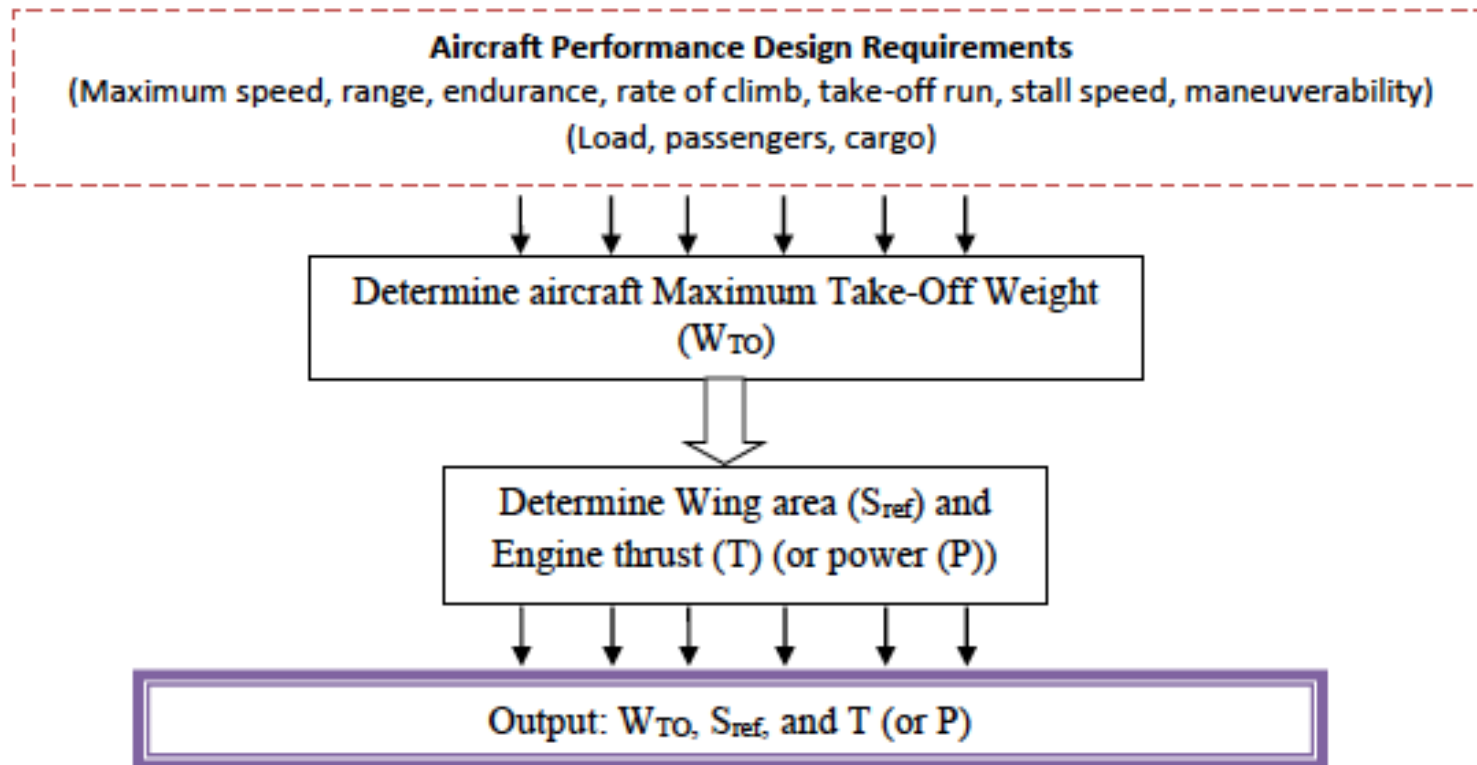 Aircraft Performance Design Requirements
(Maximum speed, range, endurance, rate of climb, take-off run, stall speed, maneuverability)
(Load, passengers, cargo)
Determine aircraft Maximum Take-Off Weight
(WTO)
Determine Wing area (Sref) and
Engine thrust (T) (or power (P))
Output: WTO, Sref, and T (or P)